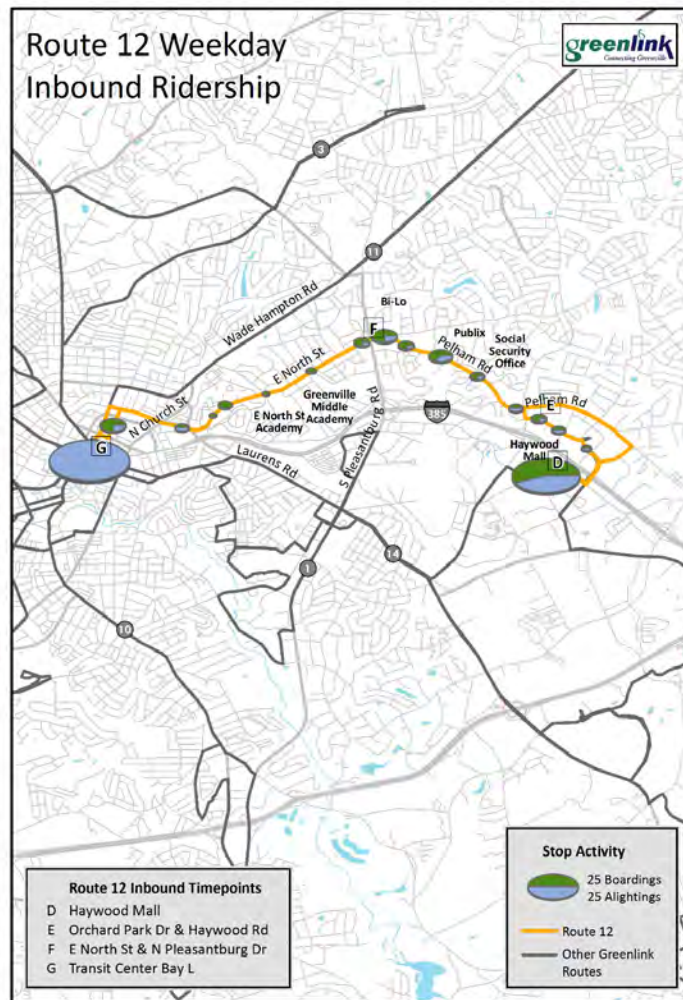 Route 12 Weekday
Inbound Ridership
greenlink
Connecting Greenville
3
11
Wade Hampton Rd
Bi-Lo
F
Publix
Social
Security
Office
Pelham Rd
E North St
Greenville
Middle
Academy
E North St
Academy
N Church St
S Pleasantburg Rd
385
Pelham Rd
E
Haywood
Mall
D
G
Laurens Rd
1
14
10
Route 12 Inbound Timepoints
D Haywood Mall
E Orchard Park Dr & Haywood Rd
F E North St & N Pleasantburg Dr
G Transit Center Bay L
Stop Activity
25 Boardings
25 Alightings
Route 12
Other Greenlink
Routes